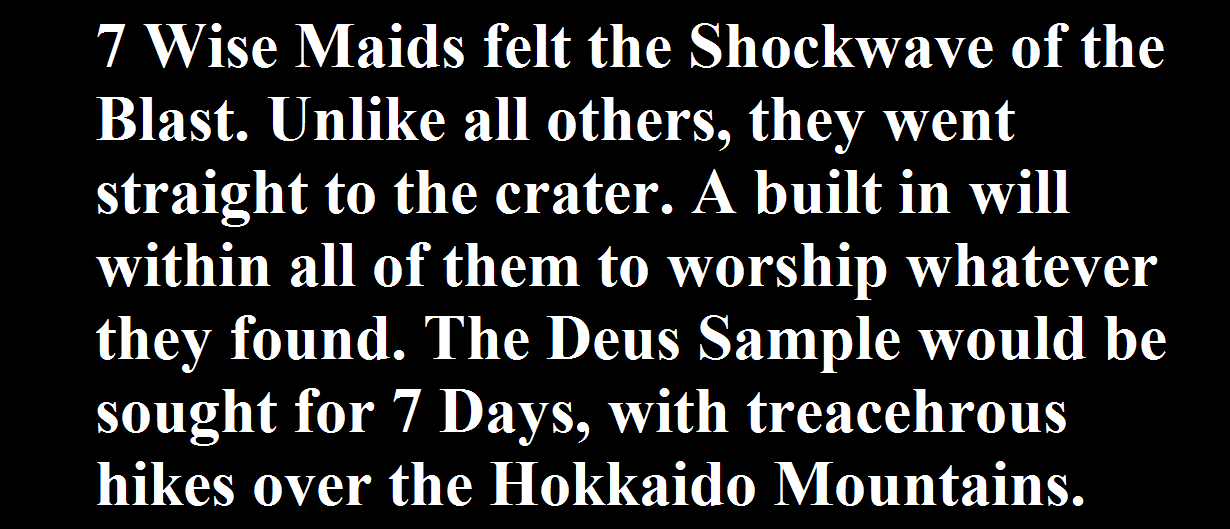 7 Wise Maids felt the Shockwave of the
Blast. Unlike all others, they went
straight to the crater. A built in will
within all of them to worship whatever
they found. The Deus Sample would be
sought for 7 Days, with treacehrous
hikes over the Hokkaido Mountains.